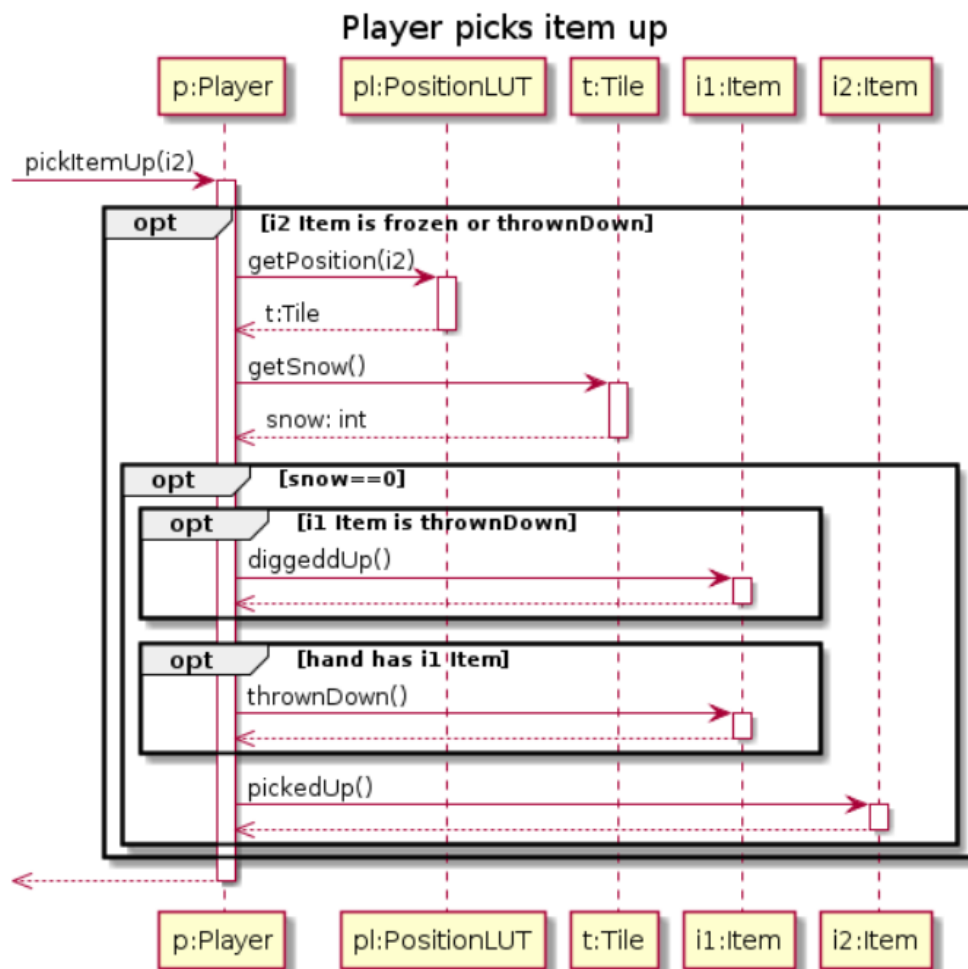 Player picks item up
p:Player pl:PositionLUT t:Tile i1:Item i2:Item
pickItemUp(i2)
opt [i2 Item is frozen or thrownDown]
getPosition(i2)
t:Tile
getSnow()
snow: int
opt [snow==0]
opt [i1 Item is thrownDown]
diggeddUp()
opt [hand has i1 Item]
thrownDown()
pickedUp()
p:Player pl:PositionLUT t:Tile i1:Item i2:Item